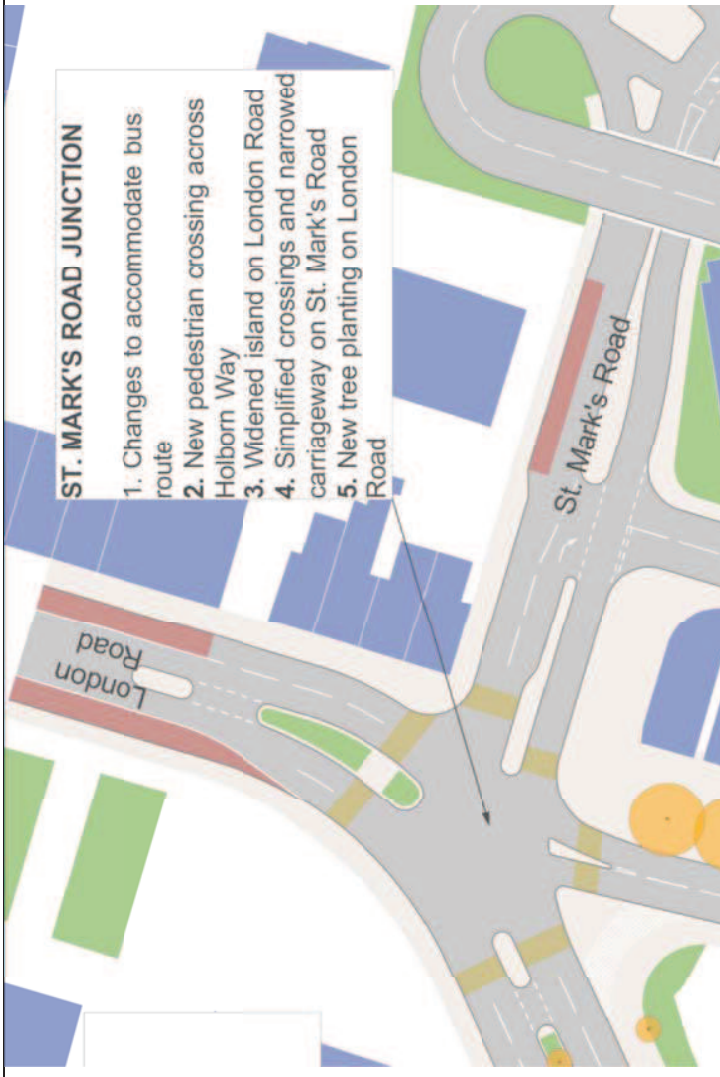 ST. MARK'S ROAD JUNCTION
1. Changes to accommodate bus
route
2. New pedestrian crossing across
Holborn Way
3. Widened island on London Road
4. Simplified crossings and narrowed
carriageway on St. Mark's Road
5. New tree planting on London
Road
London
Road
St. Mark's Road